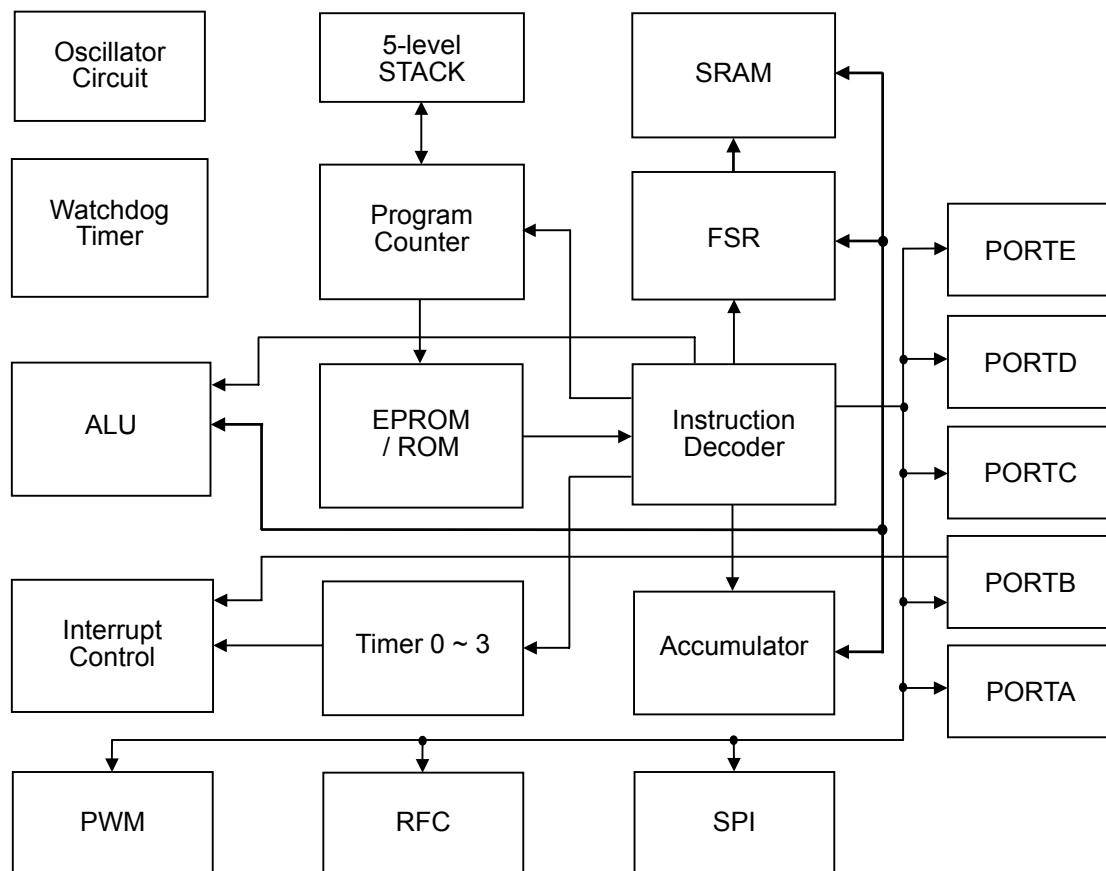 Oscillator
Circuit
5-level
STACK
SRAM
Watchdog
Timer
Program
Counter
FSR
PORTE
PORTD
ALU
EPROM
/ ROM
Instruction
Decoder
PORTC
PORTB
Interrupt
Control
Timer 0 ~ 3
Accumulator
PORTA
PWM
RFC
SPI